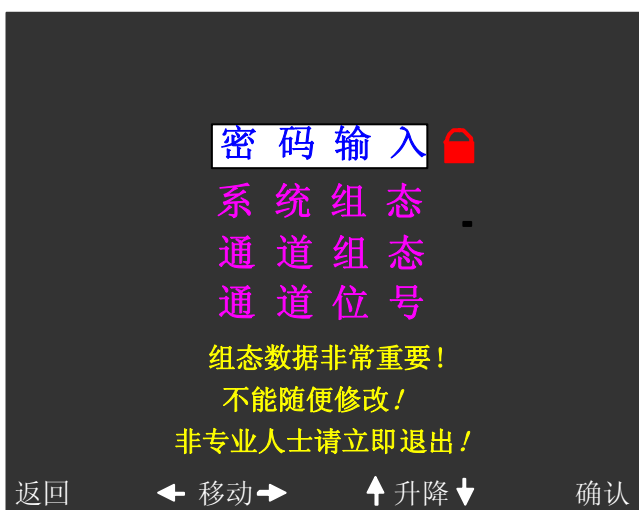 密码输入
系统组态
通道组态
通道位号
组态数据非常重要!
不能随便修改!
非专业人士请立即退出!
返回 移动 升降 确认